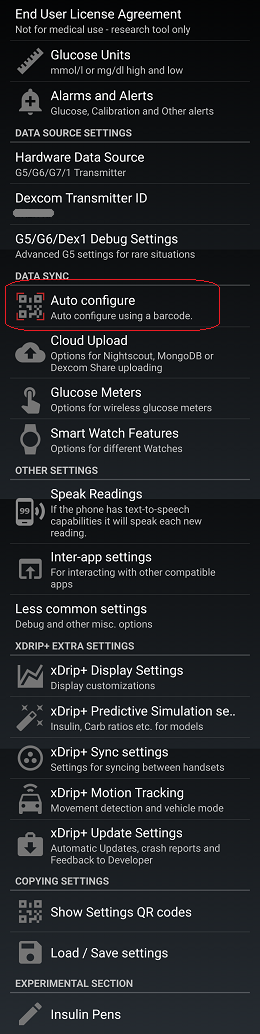 End User License Agreement
Not for medical use - research tool only
Glucose Units
mmol/l or mg/dl high and low
Alarms and Alerts
Glucose, Calibration and Other alerts
DATA SOURCE SETTINGS
Hardware Data Source
G5/G6/G7/1 Transmitter
Dexcom Transmitter ID
G5/G6/Dex1 Debug Settings
Advanced G5 settings for rare situations
DATA SYNC
Auto configure
Auto configure using a barcode.
Cloud Upload
Options for Nightscout, MongoDB or
Dexcom Share uploading
Glucose Meters
Options for wireless glucose meters
Smart Watch Features
Options for different Watches
OTHER SETTINGS
99
Speak Readings
If the phone has text-to-speech
capabilities it will speak each new
reading.
Inter-app settings
For interacting with other compatible
apps
Less common settings
Debug and other misc. options
XDRIP+ EXTRA SETTINGS
xDrip+ Display Settings
Display customizations
xDrip+ Predictive Simulation se..
Insulin, Carb ratios etc. for models
xDrip+ Sync settings
Settings for syncing between handsets
xDrip+ Motion Tracking
Movement detection and vehicle mode
xDrip+ Update Settings
Automatic Updates, crash reports and
Feedback to Developer
COPYING SETTINGS
Show Settings QR codes
Load / Save settings
EXPERIMENTAL SECTION
Insulin Pens